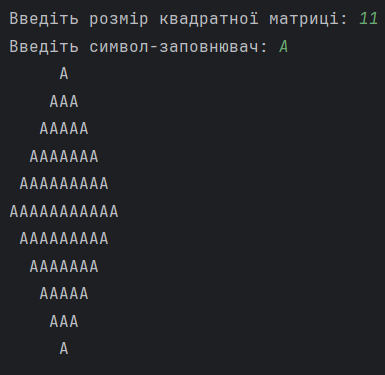 Введіть розмір квадратної матриці: 11
Введіть символ-заповнювач: A
     A
    AAA
   AAAAA
  AAAAAAA
 AAAAAAAAA
AAAAAAAAAAA
 AAAAAAAAA
  AAAAAAA
   AAAAA
    AAA
     A